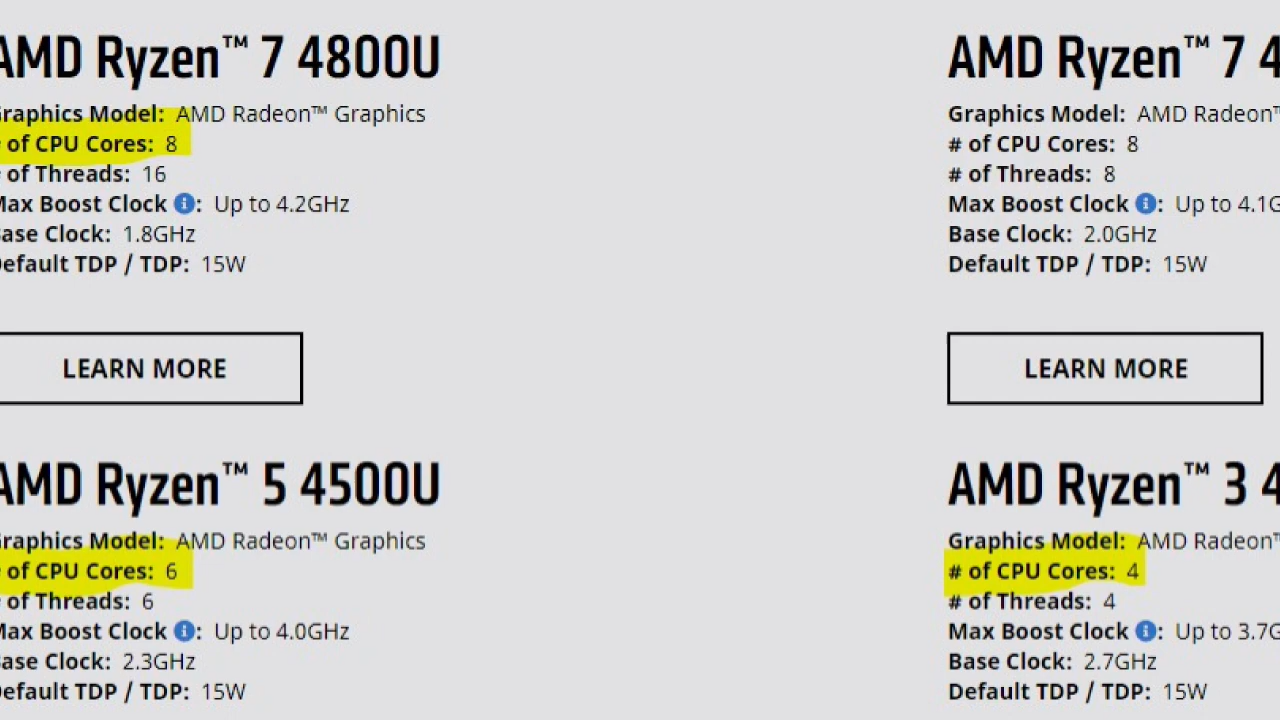 AMD Ryzen™ 7 4800U
Graphics Model: AMD Radeon™ Graphics
# of CPU Cores: 8
# of Threads: 16
Max Boost Clock i: Up to 4.2GHz
Base Clock: 1.8GHz
Default TDP / TDP: 15W
LEARN MORE
AMD Ryzen™ 7 4
Graphics Model: AMD Radeon™
# of CPU Cores: 8
# of Threads: 8
Max Boost Clock i: Up to 4.1G
Base Clock: 2.0GHz
Default TDP / TDP: 15W
LEARN MORE
AMD Ryzen™ 5 4500U
Graphics Model: AMD Radeon™ Graphics
# of CPU Cores: 6
# of Threads: 6
Max Boost Clock i: Up to 4.0GHz
Base Clock: 2.3GHz
Default TDP / TDP: 15W
AMD Ryzen™ 3 4
Graphics Model: AMD Radeon™
# of CPU Cores: 4
# of Threads: 4
Max Boost Clock i: Up to 3.7G
Base Clock: 2.7GHz
Default TDP / TDP: 15W